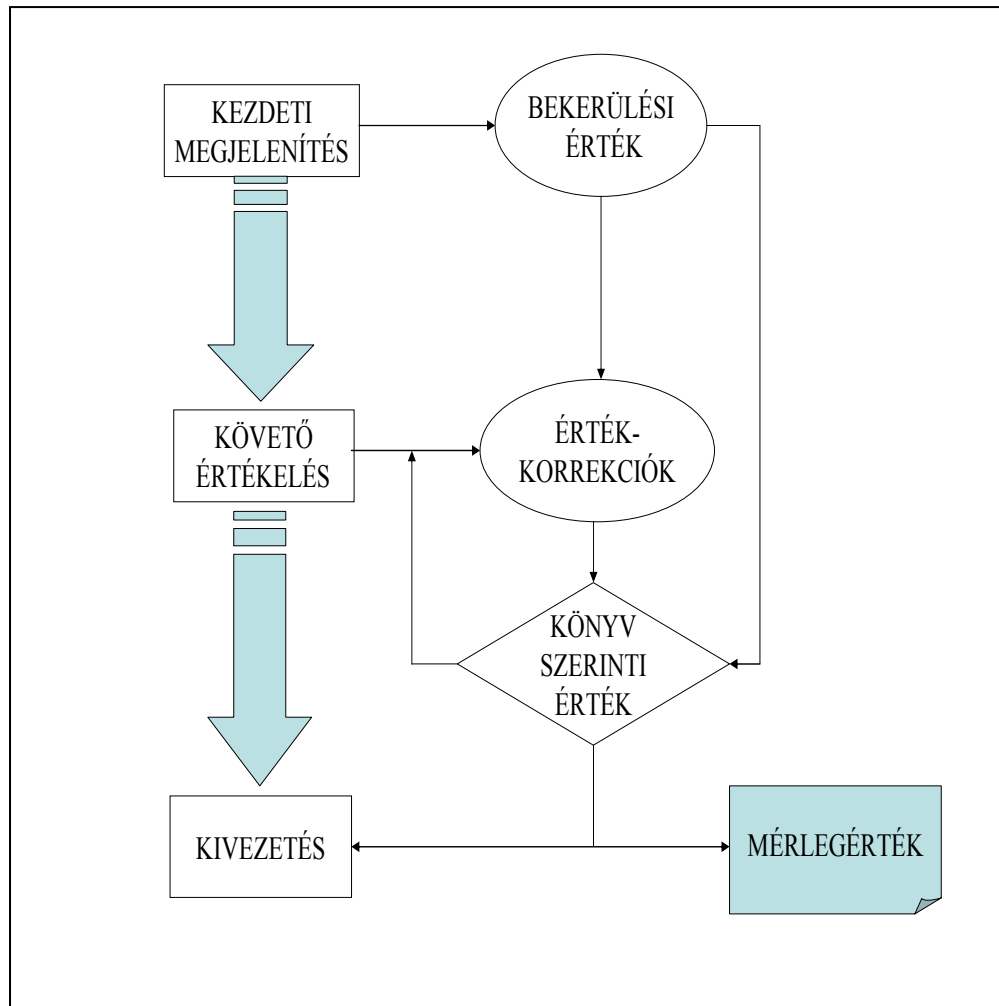 KEZDETI
MEGJELENÍTÉS
BEKERÜLÉSI
ÉRTÉK
KÖVETŐ
ÉRTÉKELÉS
ÉRTÉK-
KORREKCIÓK
KÖNYV
SZERINTI
ÉRTÉK
KIVEZETÉS
MÉRLEGÉRTÉK